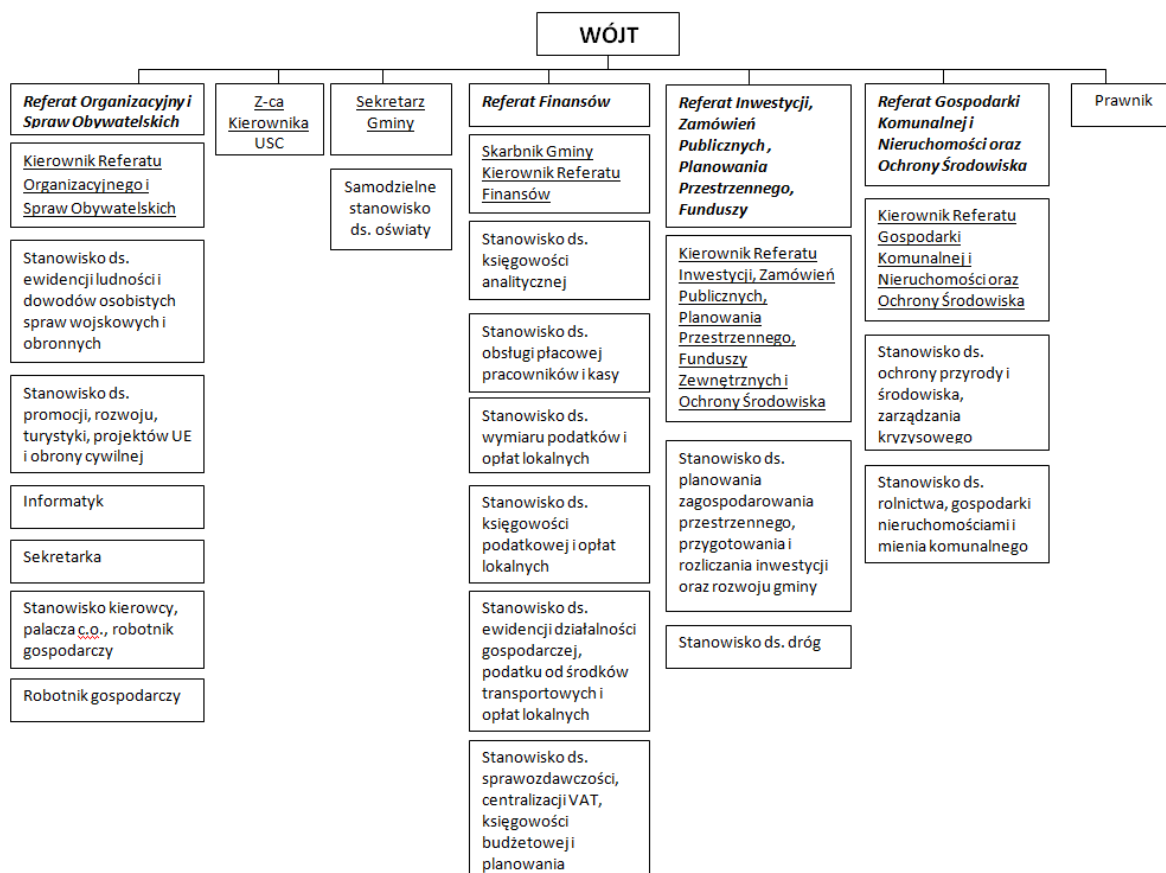 WÓJT
Referat Organizacyjny i
Spraw Obywatelskich
Kierownik Referatu
Organizacyjnego i
Spraw Obywatelskich
Stanowisko ds.
ewidencji ludności i
dowodów osobistych
spraw wojskowych i
obronnych
Stanowisko ds.
promocji, rozwoju,
turystyki, projektów UE
i obrony cywilnej
Informatyk
Sekretarka
Stanowisko kierowcy,
palacza c.o., robotnik
gospodarczy
Robotnik gospodarczy
Z-ca
Kierownika
USC
Sekretarz
Gminy
Samodzielne
stanowisko
ds. oświaty
Referat Finansów
Skarbnik Gminy
Kierownik Referatu
Finansów
Stanowisko ds.
księgowości
analitycznej
Stanowisko ds.
obsługi płacowej
pracowników i kasy
Stanowisko ds.
wymiaru podatków i
opłat lokalnych
Stanowisko ds.
księgowości
podatkowej i opłat
lokalnych
Stanowisko ds.
ewidencji działalności
gospodarczej,
podatku od środków
transportowych i
opłat lokalnych
Stanowisko ds.
sprawozdawczości,
centralizacji VAT,
księgowości
budżetowej i
planowania
Referat Inwestycji,
Zamówień
Publicznych ,
Planowania
Przestrzennego,
Funduszy
Kierownik Referatu
Inwestycji, Zamówień
Publicznych,
Planowania
Przestrzennego,
Funduszy
Zewnętrznych i
Ochrony Środowiska
Stanowisko ds.
planowania
zagospodarowania
przestrzennego,
przygotowania i
rozliczania inwestycji
oraz rozwoju gminy
Stanowisko ds. dróg
Referat Gospodarki
Komunalnej i
Nieruchomości oraz
Ochrony Środowiska
Kierownik Referatu
Gospodarki
Komunalnej i
Nieruchomości oraz
Ochrony Środowiska
Stanowisko ds.
ochrony przyrody i
środowiska,
zarządzania
kryzysowego
Stanowisko ds.
rolnictwa, gospodarki
nieruchomościami i
mienia komunalnego
Prawnik